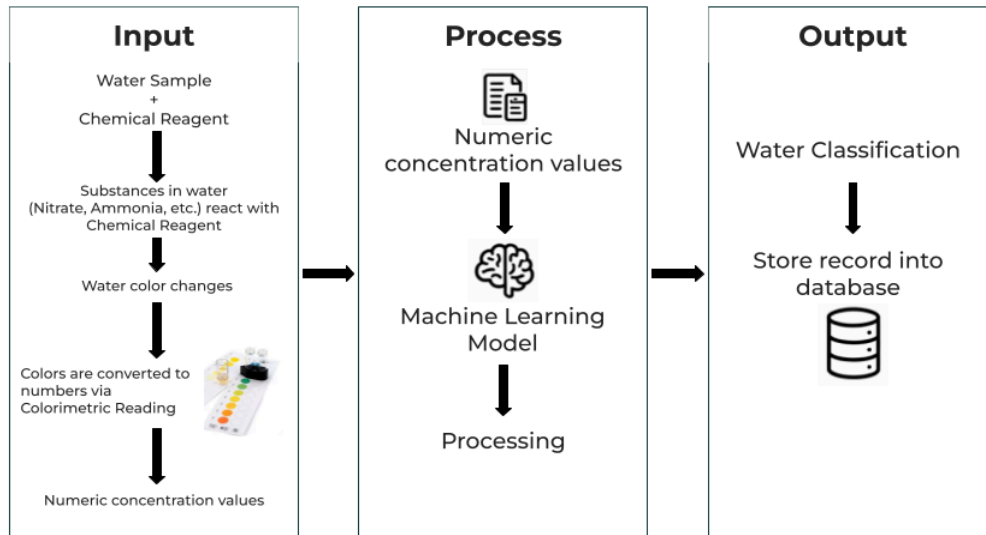 Input
Water Sample
+
Chemical Reagent
Substances in water
(Nitrate, Ammonia, etc.) react with
Chemical Reagent
Water color changes
Colors are converted to
numbers via
Colorimetric Reading
Numeric concentration values
Process
Numeric
concentration values
Machine Learning
Model
Processing
Output
Water Classification
Store record into
database